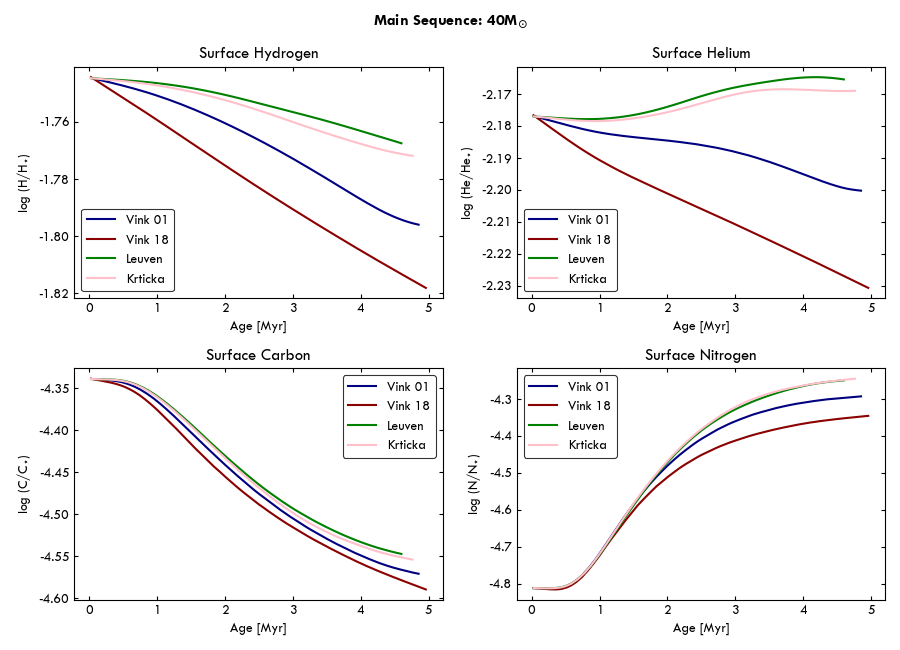 Main Sequence: 40M☉
Surface Hydrogen
log (H/H⋆)
-1.76
-1.78
-1.80
-1.82
Vink 01
Vink 18
Leuven
Krticka
0 1 2 3 4 5
Age [Myr]
Surface Helium
log (He/He⋆)
-2.17
-2.18
-2.19
-2.20
-2.21
-2.22
-2.23
Vink 01
Vink 18
Leuven
Krticka
0 1 2 3 4 5
Age [Myr]
Surface Carbon
log (C/C⋆)
-4.35
-4.40
-4.45
-4.50
-4.55
-4.60
Vink 01
Vink 18
Leuven
Krticka
0 1 2 3 4 5
Age [Myr]
Surface Nitrogen
log (N/N⋆)
-4.3
-4.4
-4.5
-4.6
-4.7
-4.8
Vink 01
Vink 18
Leuven
Krticka
0 1 2 3 4 5
Age [Myr]